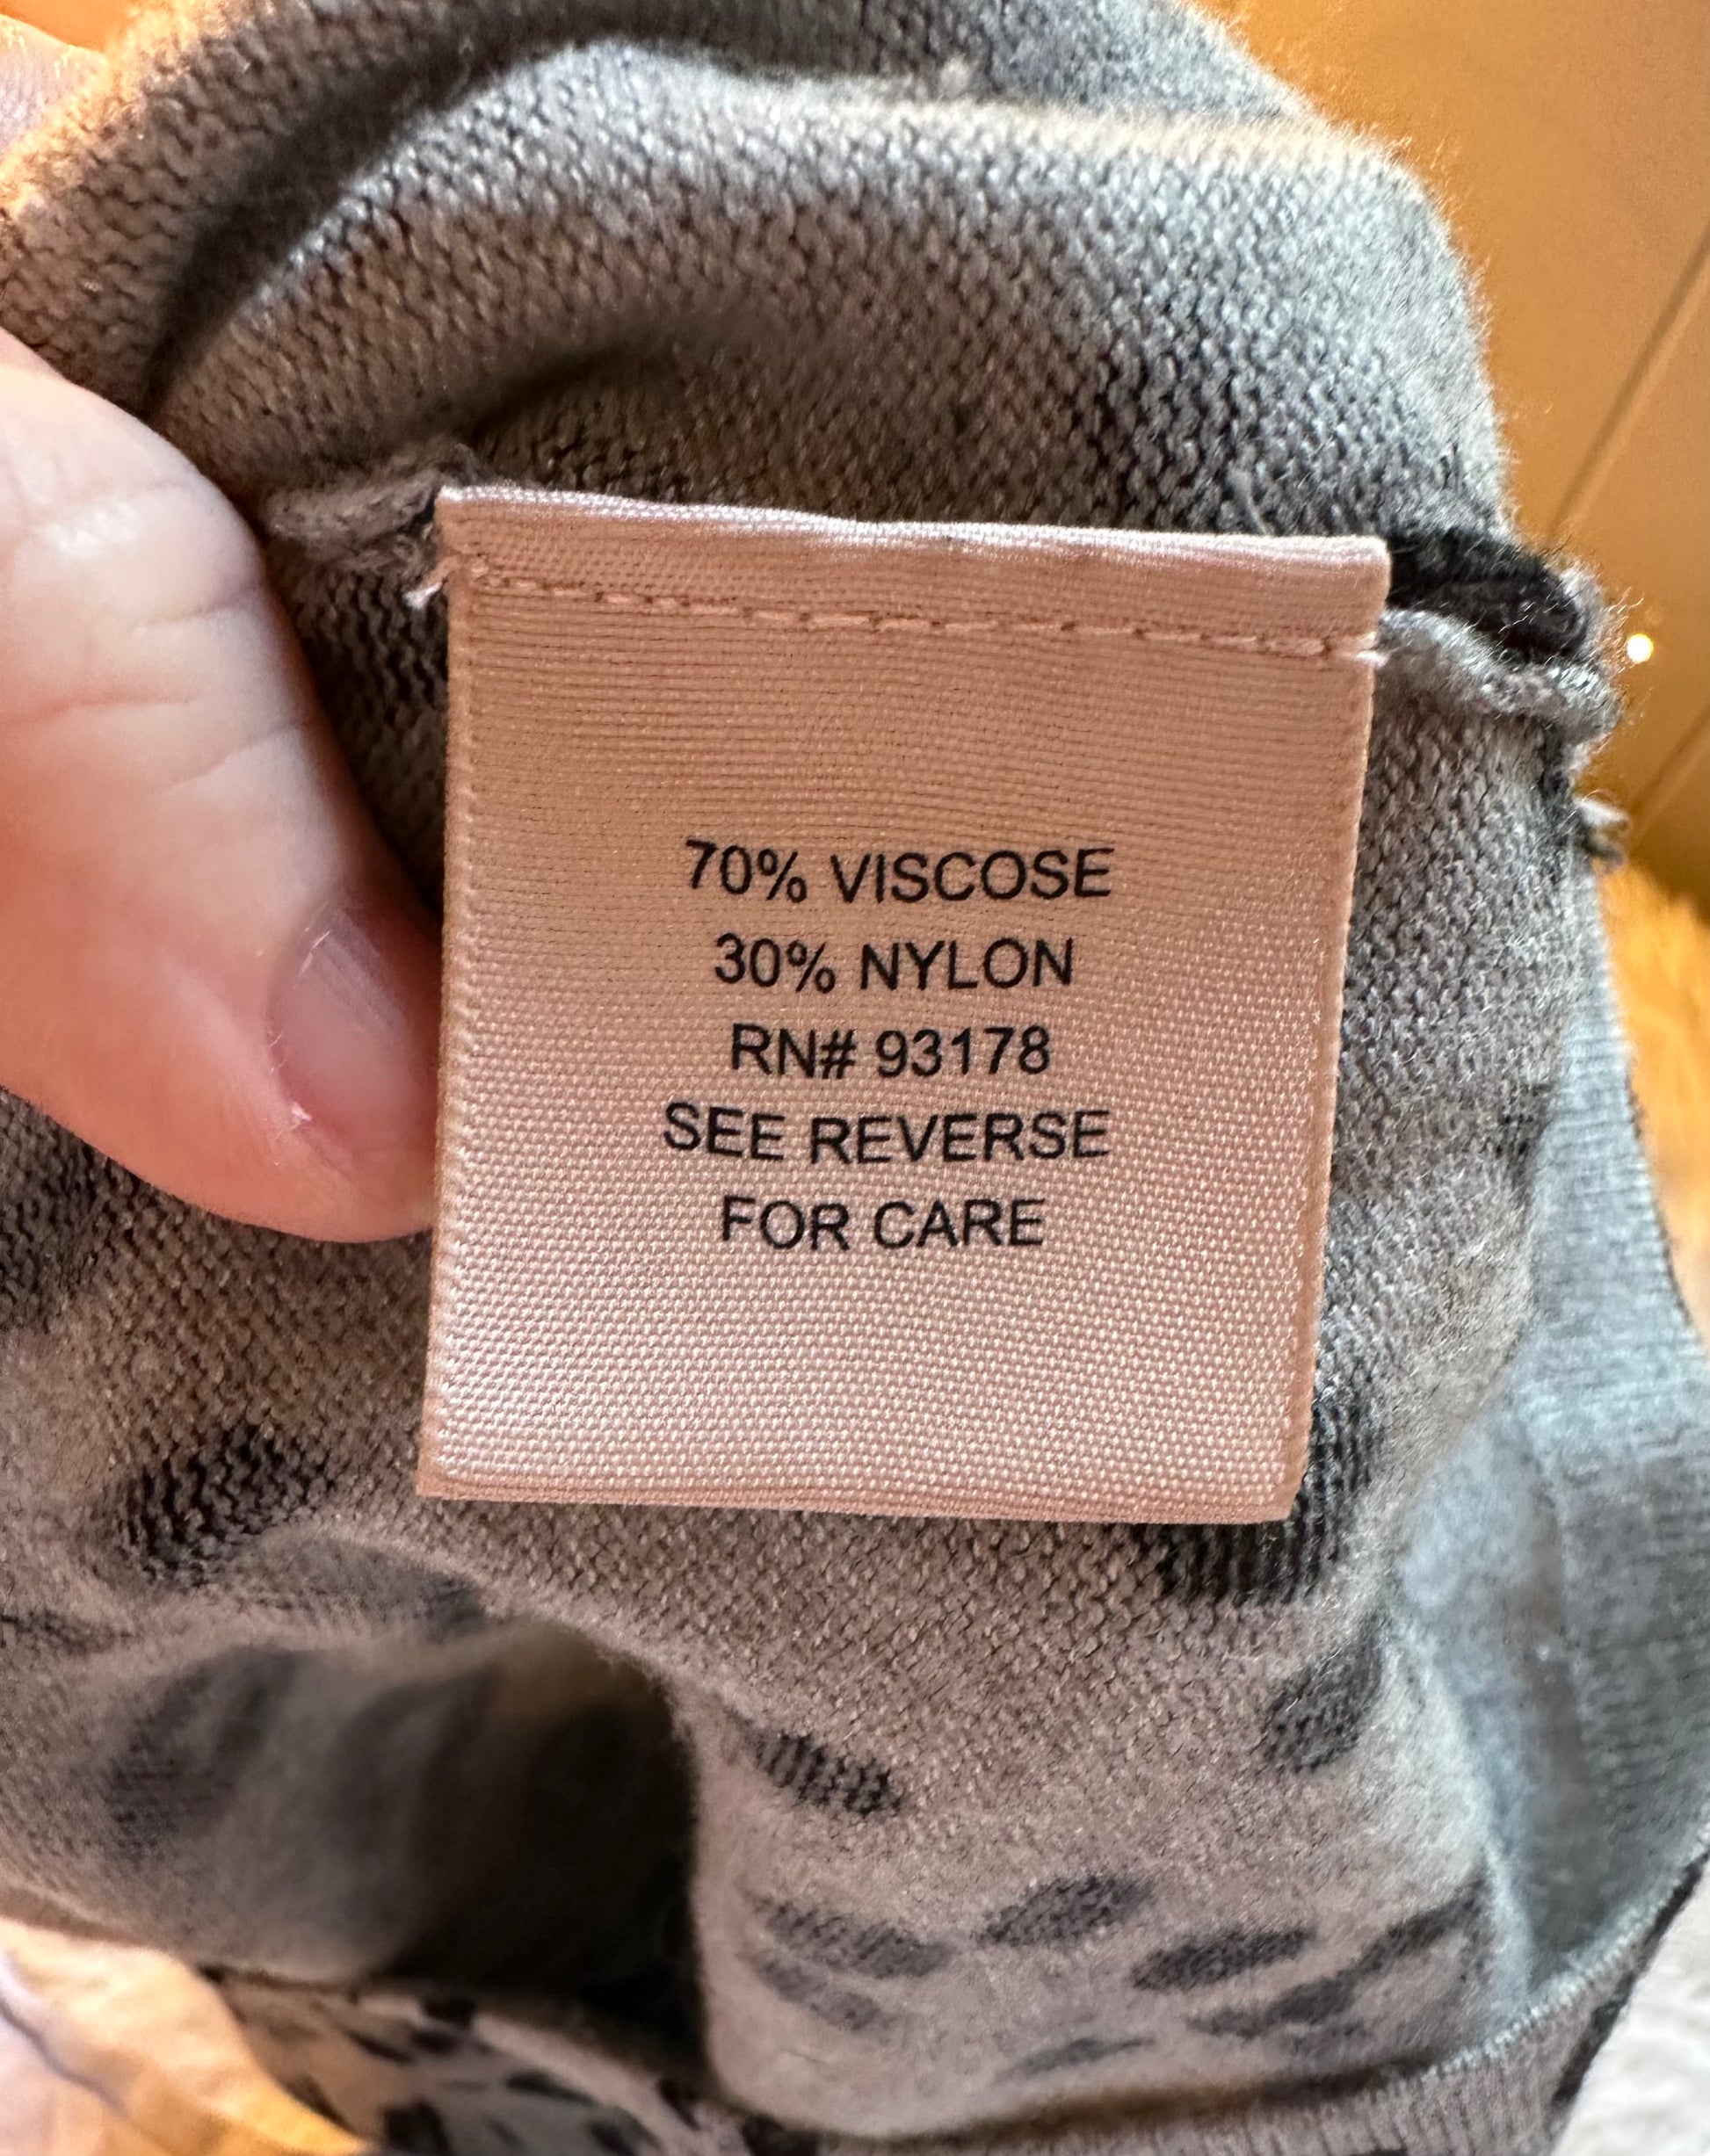 70% VISCOSE
30% NYLON
RN# 93178
SEE REVERSE
FOR CARE